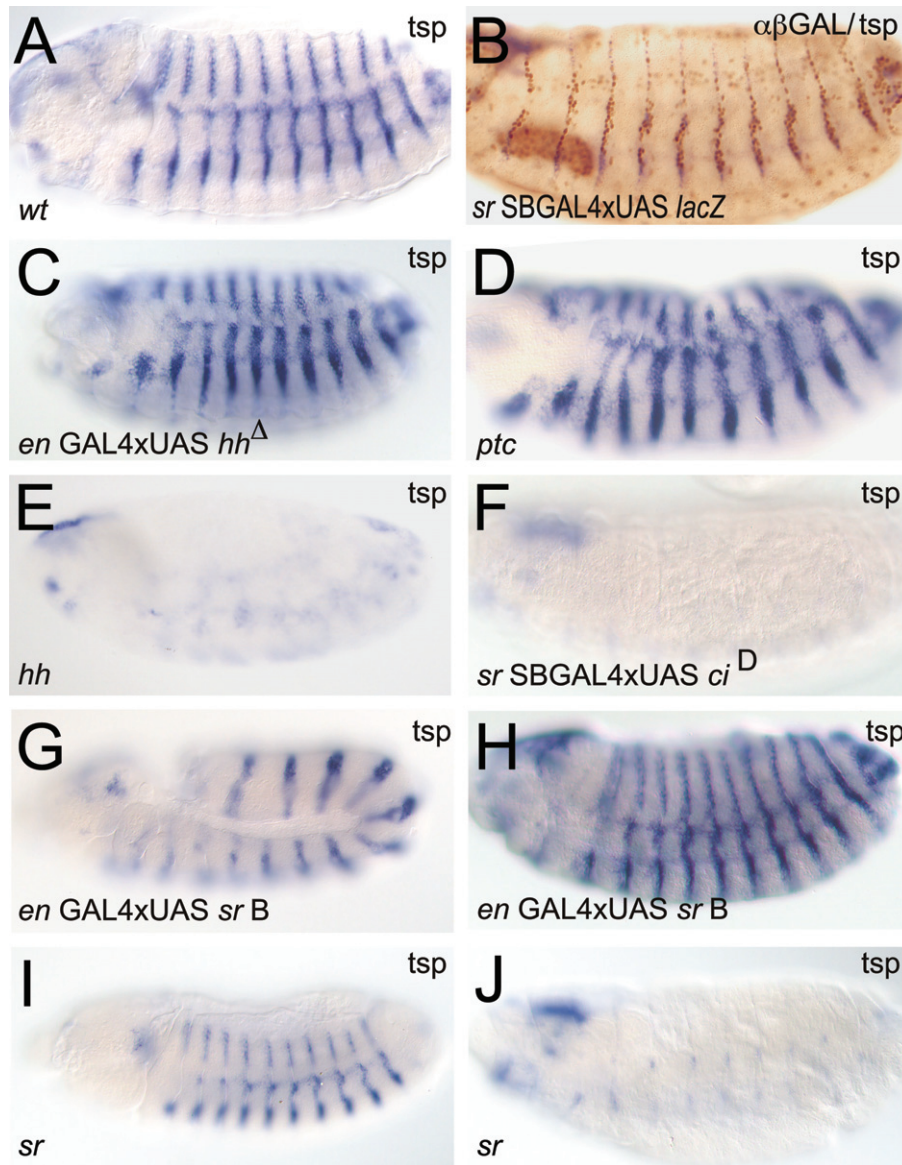 A
tsp
wt
B
αβGAL/tsp
sr SBGAL4xUAS lacZ
C
tsp
en GAL4xUAS hhΔ
D
tsp
ptc
E
tsp
hh
F
tsp
sr SBGAL4xUAS ci D
G
tsp
en GAL4xUAS sr B
H
tsp
en GAL4xUAS sr B
I
tsp
sr
J
tsp
sr